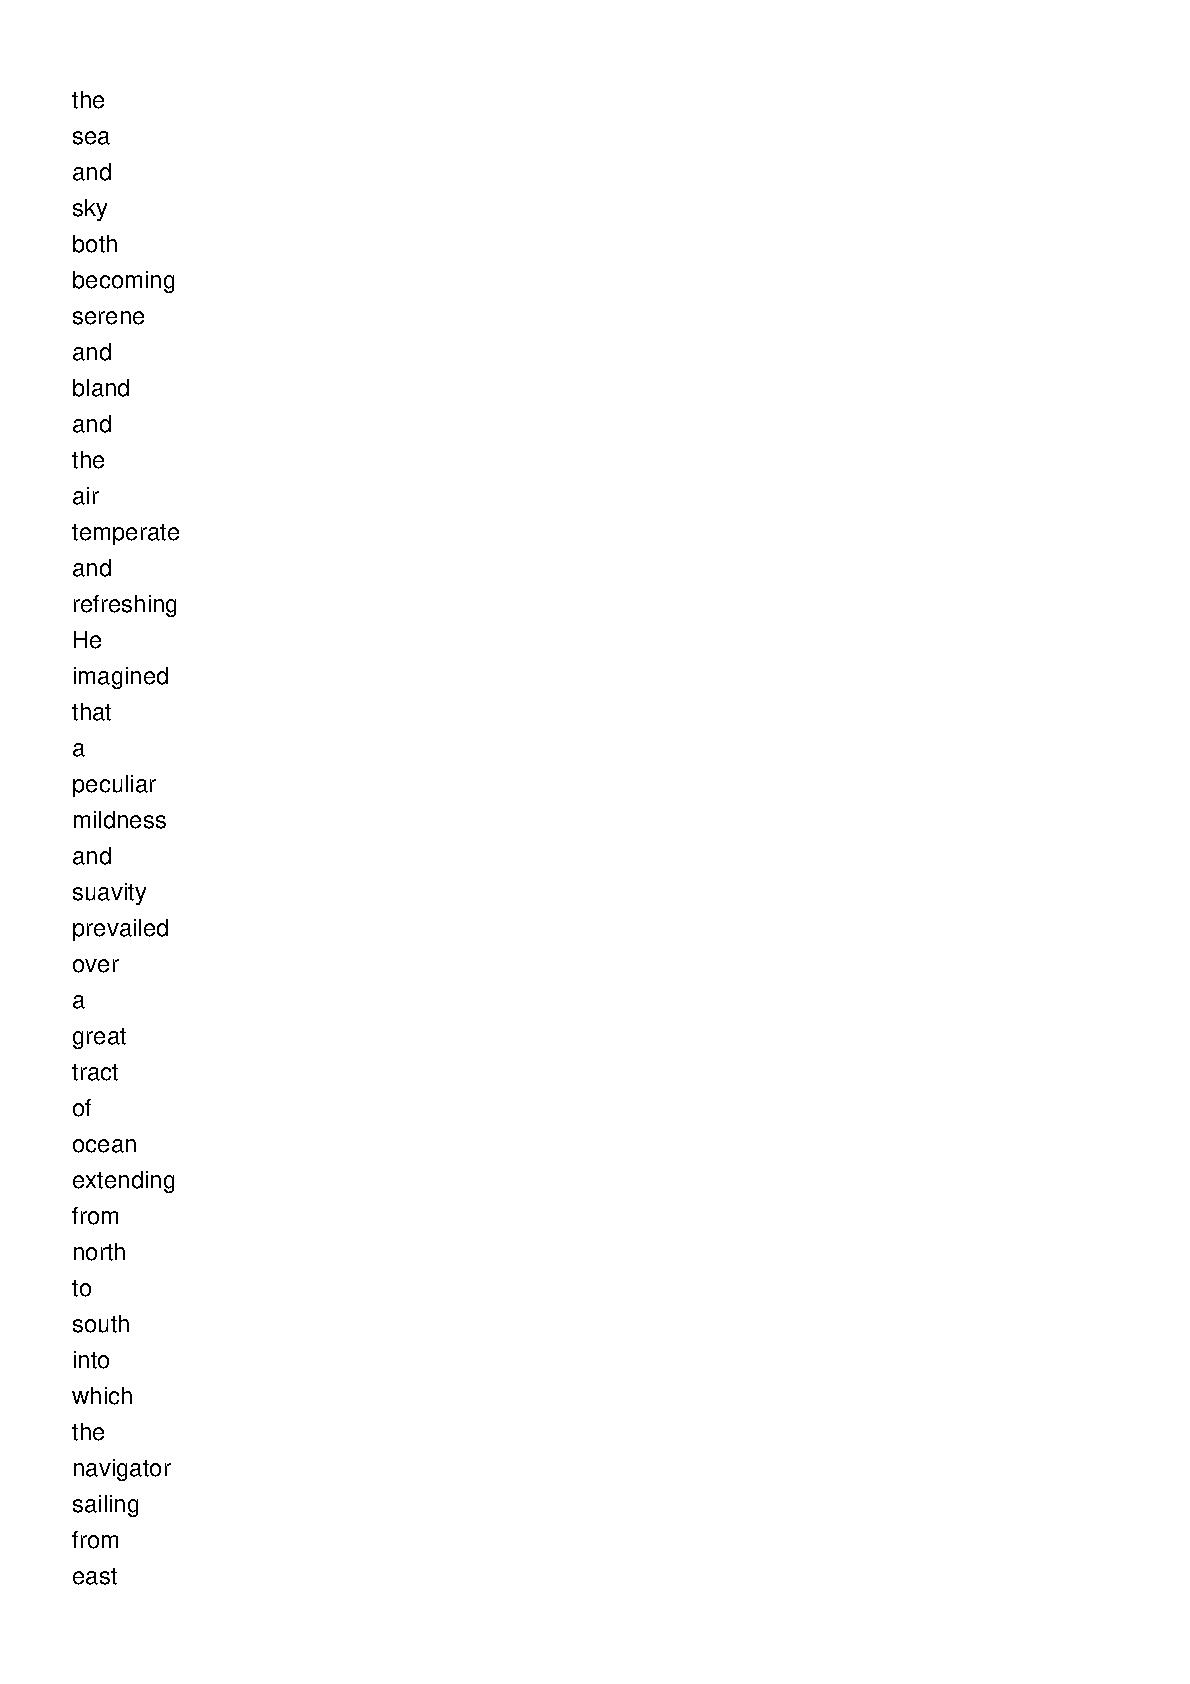 the
sea
and
sky
both
becoming
serene
and
bland
and
the
air
temperate
and
refreshing
He
imagined
that
a
peculiar
mildness
and
suavity
prevailed
over
a
great
tract
of
ocean
extending
from
north
to
south
into
which
the
navigator
sailing
from
east